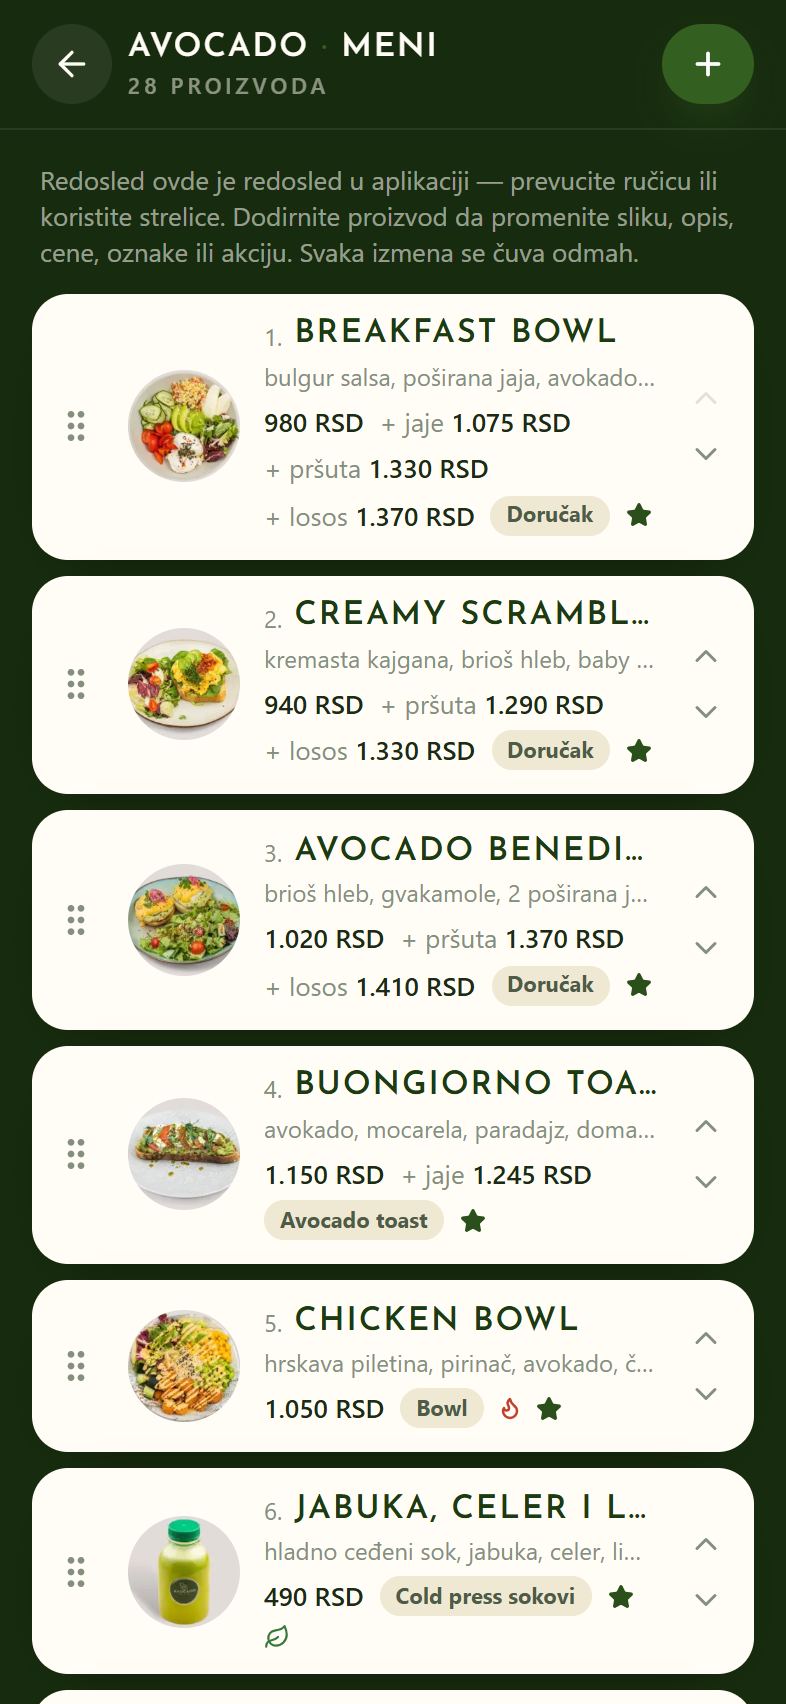 AVOCADO · MENI
28 PROIZVODA
Redosled ovde je redosled u aplikaciji — prevucite ručicu ili
koristite strelice. Dodirnite proizvod da promenite sliku, opis,
cene, oznake ili akciju. Svaka izmena se čuva odmah.
1. BREAKFAST BOWL
bulgur salsa, poširana jaja, avokado...
980 RSD + jaje 1.075 RSD
+ pršuta 1.330 RSD
+ losos 1.370 RSD Doručak
2. CREAMY SCRAMBL...
kremasta kajgana, brioš hleb, baby ...
940 RSD + pršuta 1.290 RSD
+ losos 1.330 RSD Doručak
3. AVOCADO BENEDI...
brioš hleb, gvakamole, 2 poširana j...
1.020 RSD + pršuta 1.370 RSD
+ losos 1.410 RSD Doručak
4. BUONGIORNO TOA...
avokado, mocarela, paradajz, doma...
1.150 RSD + jaje 1.245 RSD
Avocado toast
5. CHICKEN BOWL
hrskava piletina, pirinač, avokado, č...
1.050 RSD Bowl
6. JABUKA, CELER I L...
hladno ceđeni sok, jabuka, celer, li...
490 RSD Cold press sokovi